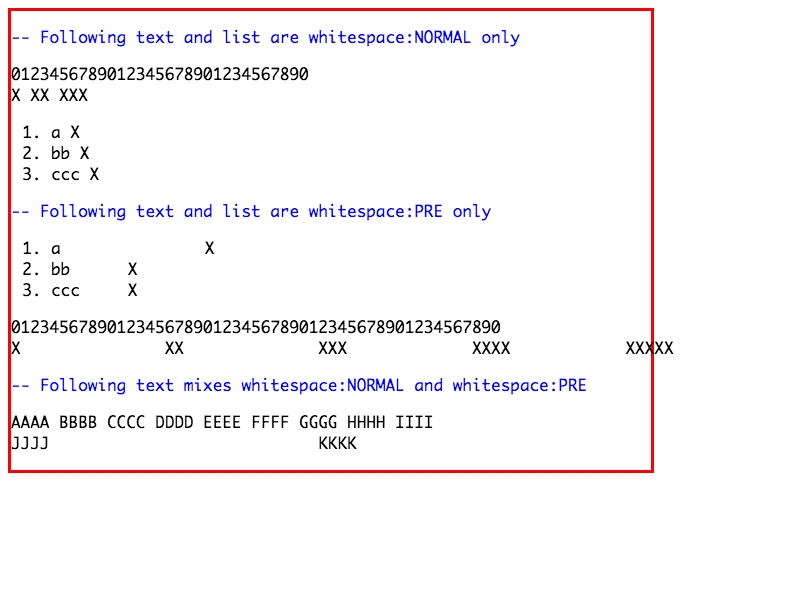 -- Following text and list are whitespace:NORMAL only
0123456789012345678901234567890
X XX XXX
1. a X
2. bb X
3. ccc X
-- Following text and list are whitespace:PRE only
1. a               X
2. bb      X
3. ccc     X
012345678901234567890123456789012345678901234567890
X               XX              XXX             XXXX            XXXXX
-- Following text mixes whitespace:NORMAL and whitespace:PRE
AAAA BBBB CCCC DDDD EEEE FFFF GGGG HHHH IIII
JJJJ                            KKKK